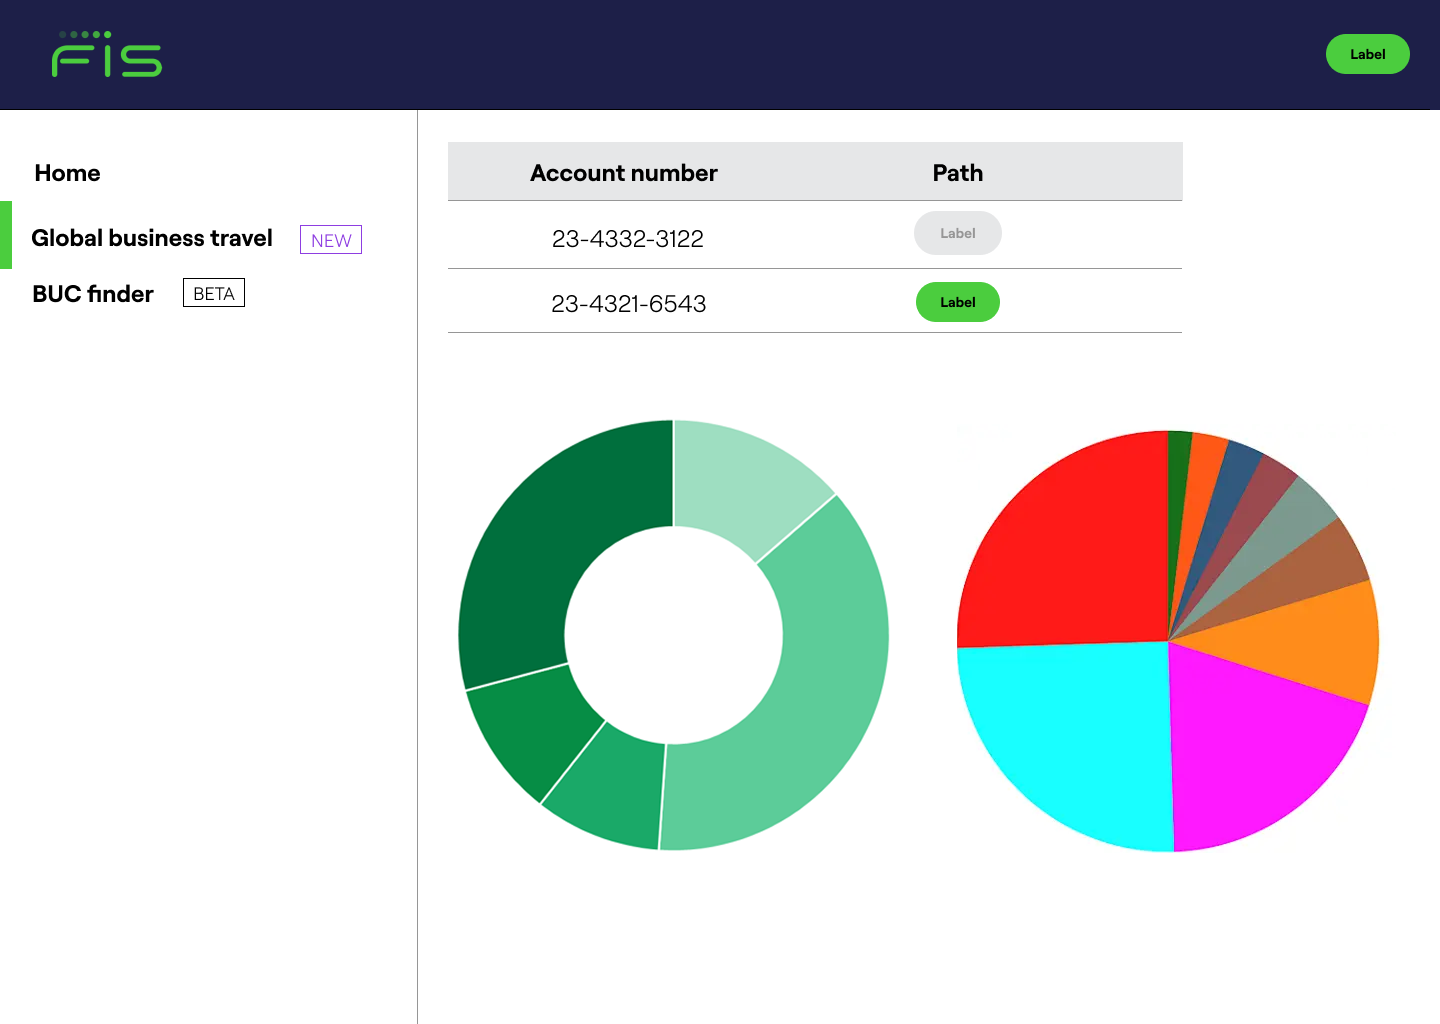 FIS
Label
Home
Global business travel NEW
BUC finder BETA
Account number Path
23-4332-3122 Label
23-4321-6543 Label